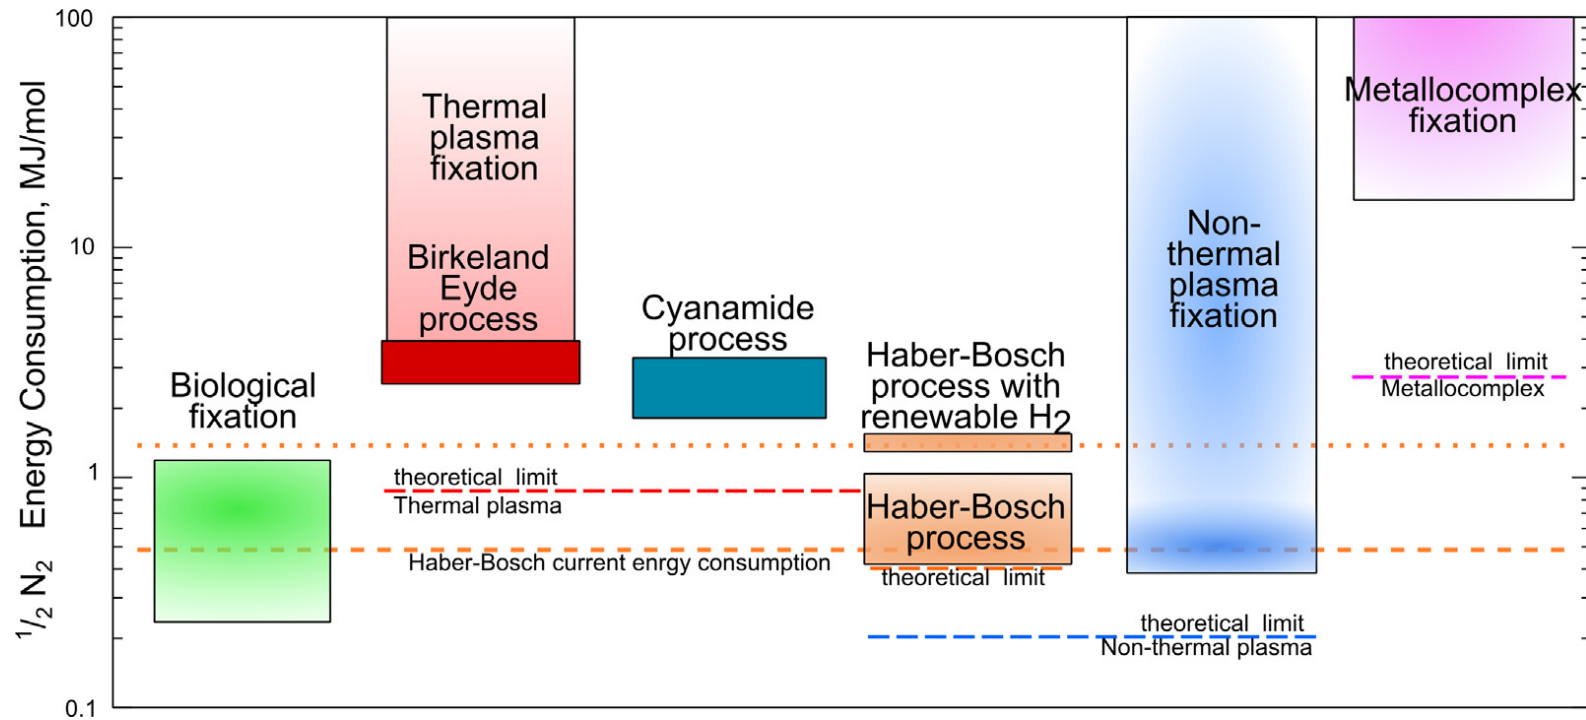 100
10
1
0.1
1/2 N2 Energy Consumption, MJ/mol
Biological
fixation
Thermal
plasma
fixation
Birkeland
Eyde
process
theoretical limit
Thermal plasma
Haber-Bosch current enrgy consumption
Cyanamide
process
Haber-Bosch
process with
renewable H2
Haber-Bosch
process
theoretical limit
Non-
thermal
plasma
fixation
theoretical limit
Non-thermal plasma
Metallocomplex
fixation
theoretical limit
Metallocomplex